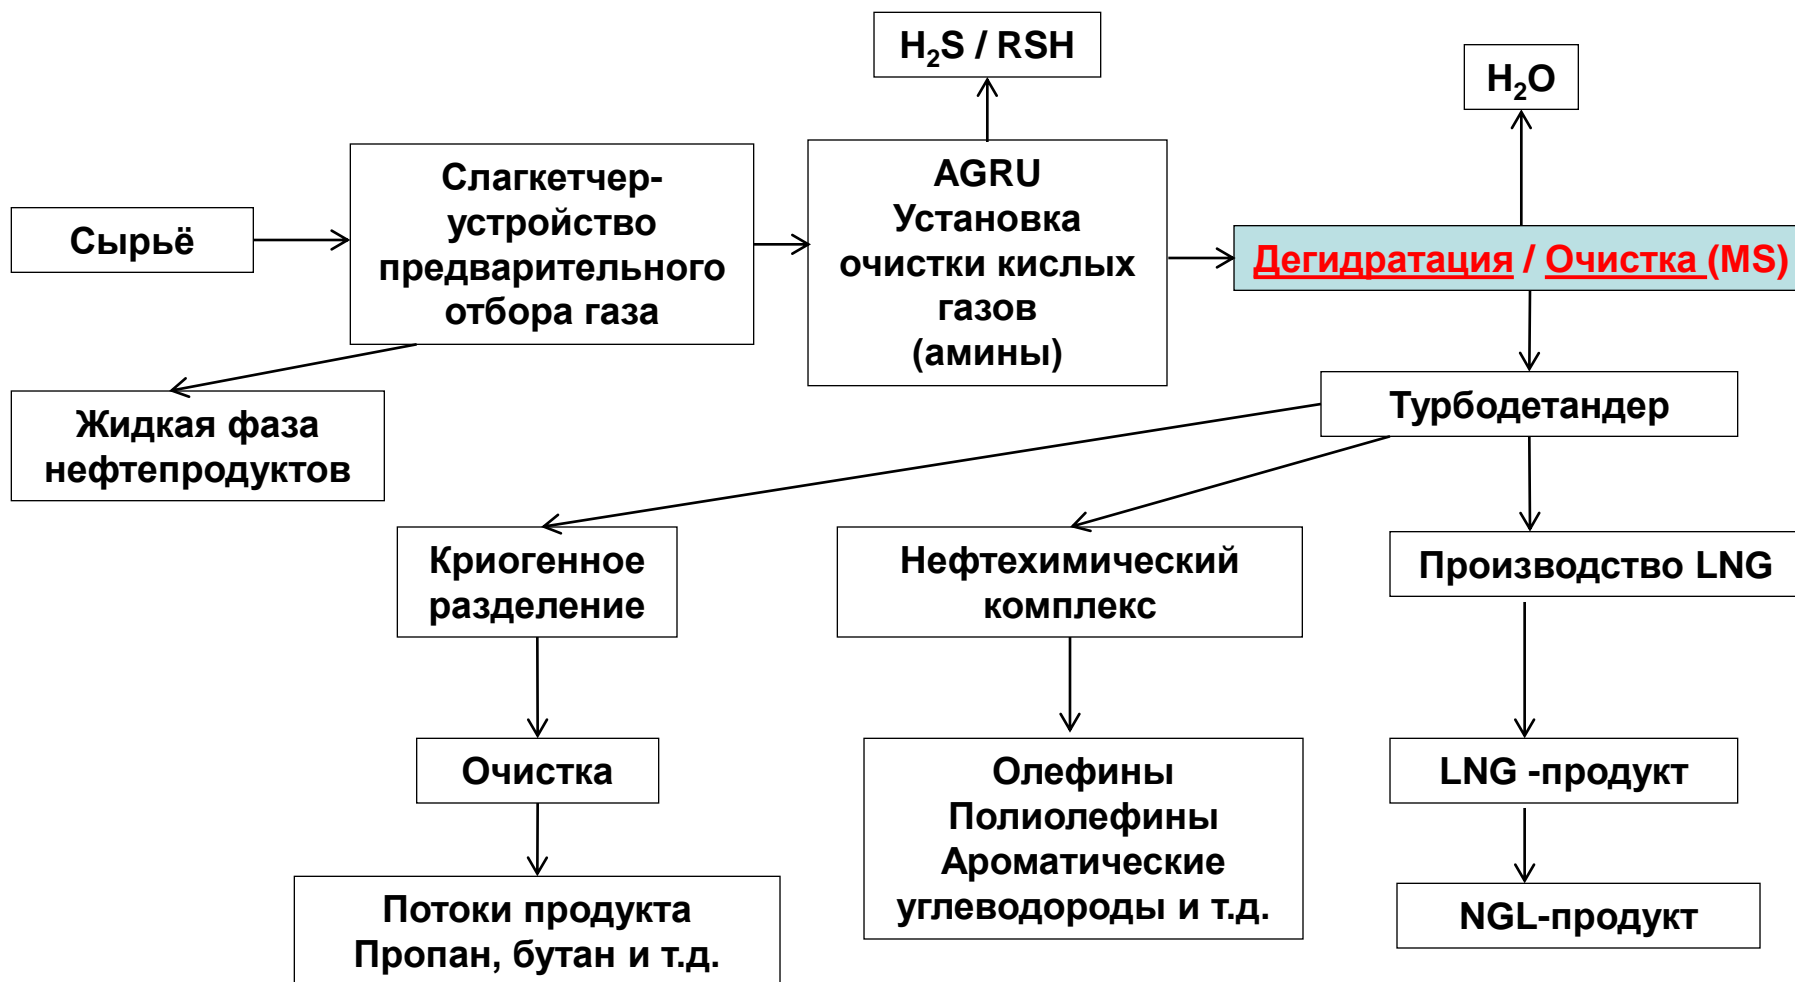 H₂S / RSH
H₂O
Сырьё
Слагкетчер-
устройство
предварительного
отбора газа
AGRU
Установка
очистки кислых
газов
(амины)
Дегидратация / Очистка (MS)
Жидкая фаза
нефтепродуктов
Турбодетандер
Криогенное
разделение
Нефтехимический
комплекс
Производство LNG
Очистка
Олефины
Полиолефины
Ароматические
углеводороды и т.д.
LNG -продукт
Потоки продукта
Пропан, бутан и т.д.
NGL-продукт